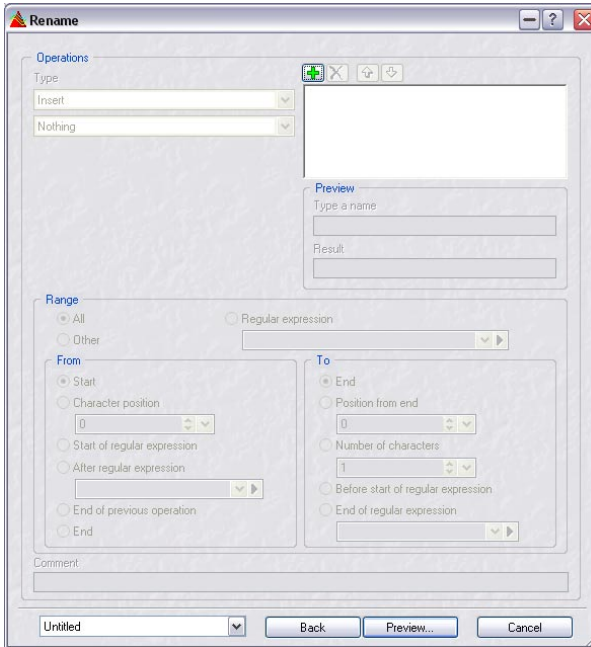 Rename
Operations
Type
Insert
Nothing
Preview
Type a name
Result
Range
All
Regular expression
Other
From
Start
Character position
0
Start of regular expression
After regular expression
End of previous operation
End
To
End
Position from end
0
Number of characters
1
Before start of regular expression
End of regular expression
Comment
Untitled
Back
Preview...
Cancel